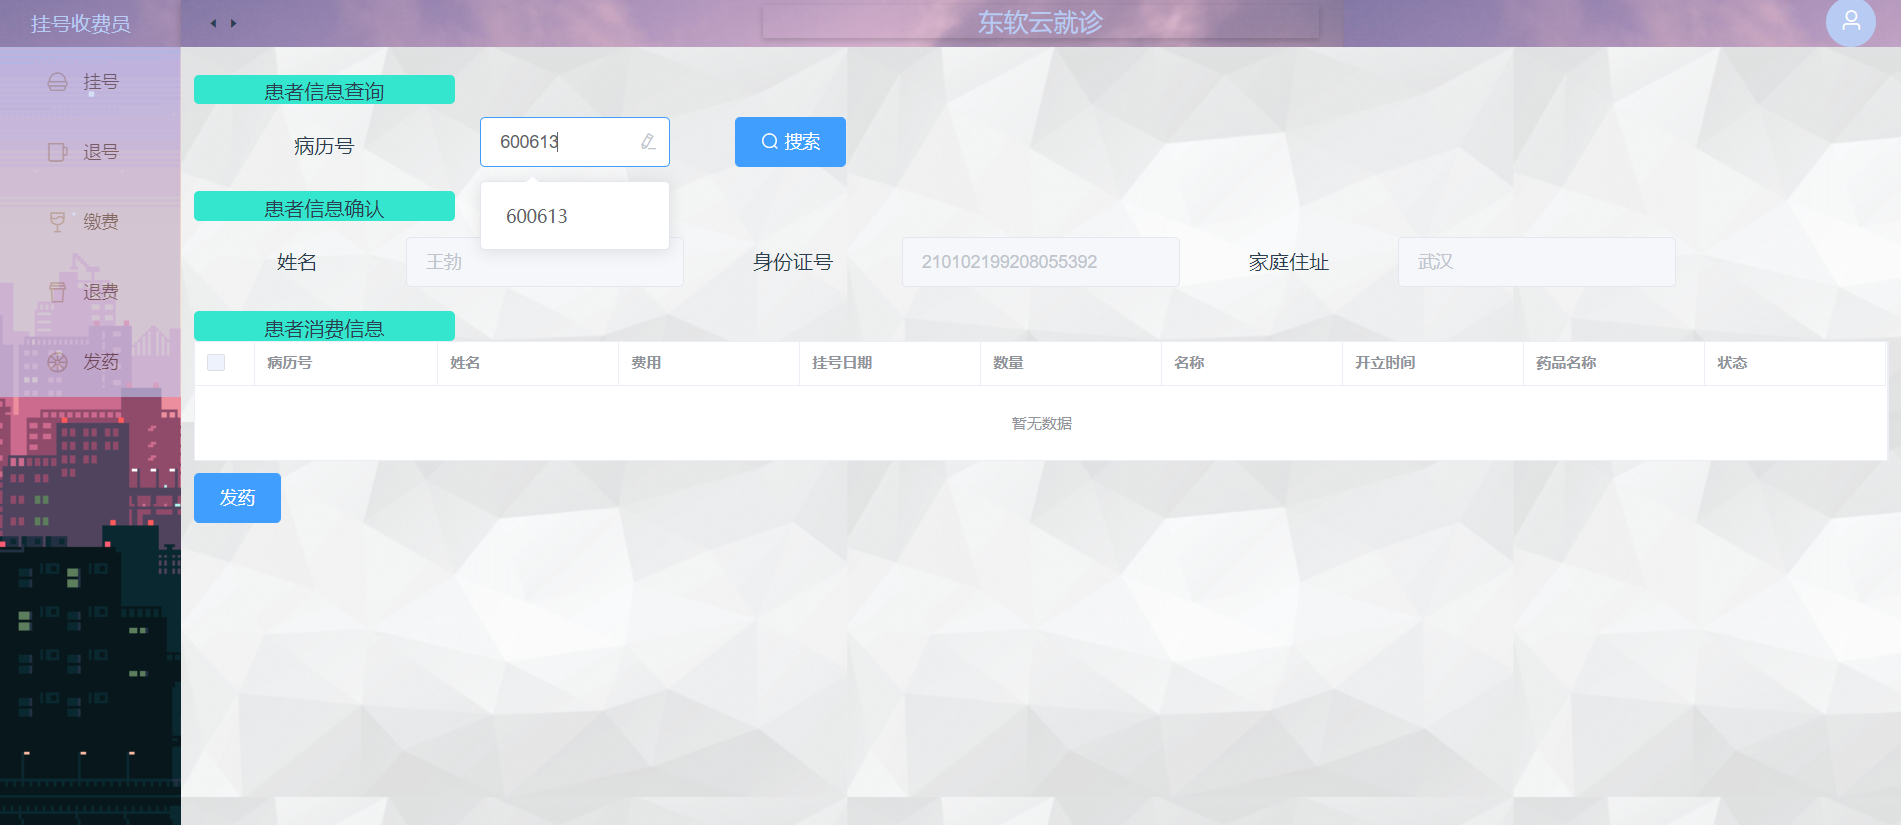 挂号收费员
东软云就诊
挂号
退号
缴费
退费
发药
患者信息查询
病历号
600613
搜索
600613
患者信息确认
姓名
王勃
身份证号
210102199208055392
家庭住址
武汉
患者消费信息
病历号 姓名 费用 挂号日期 数量 名称 开立时间 药品名称 状态
暂无数据
发药